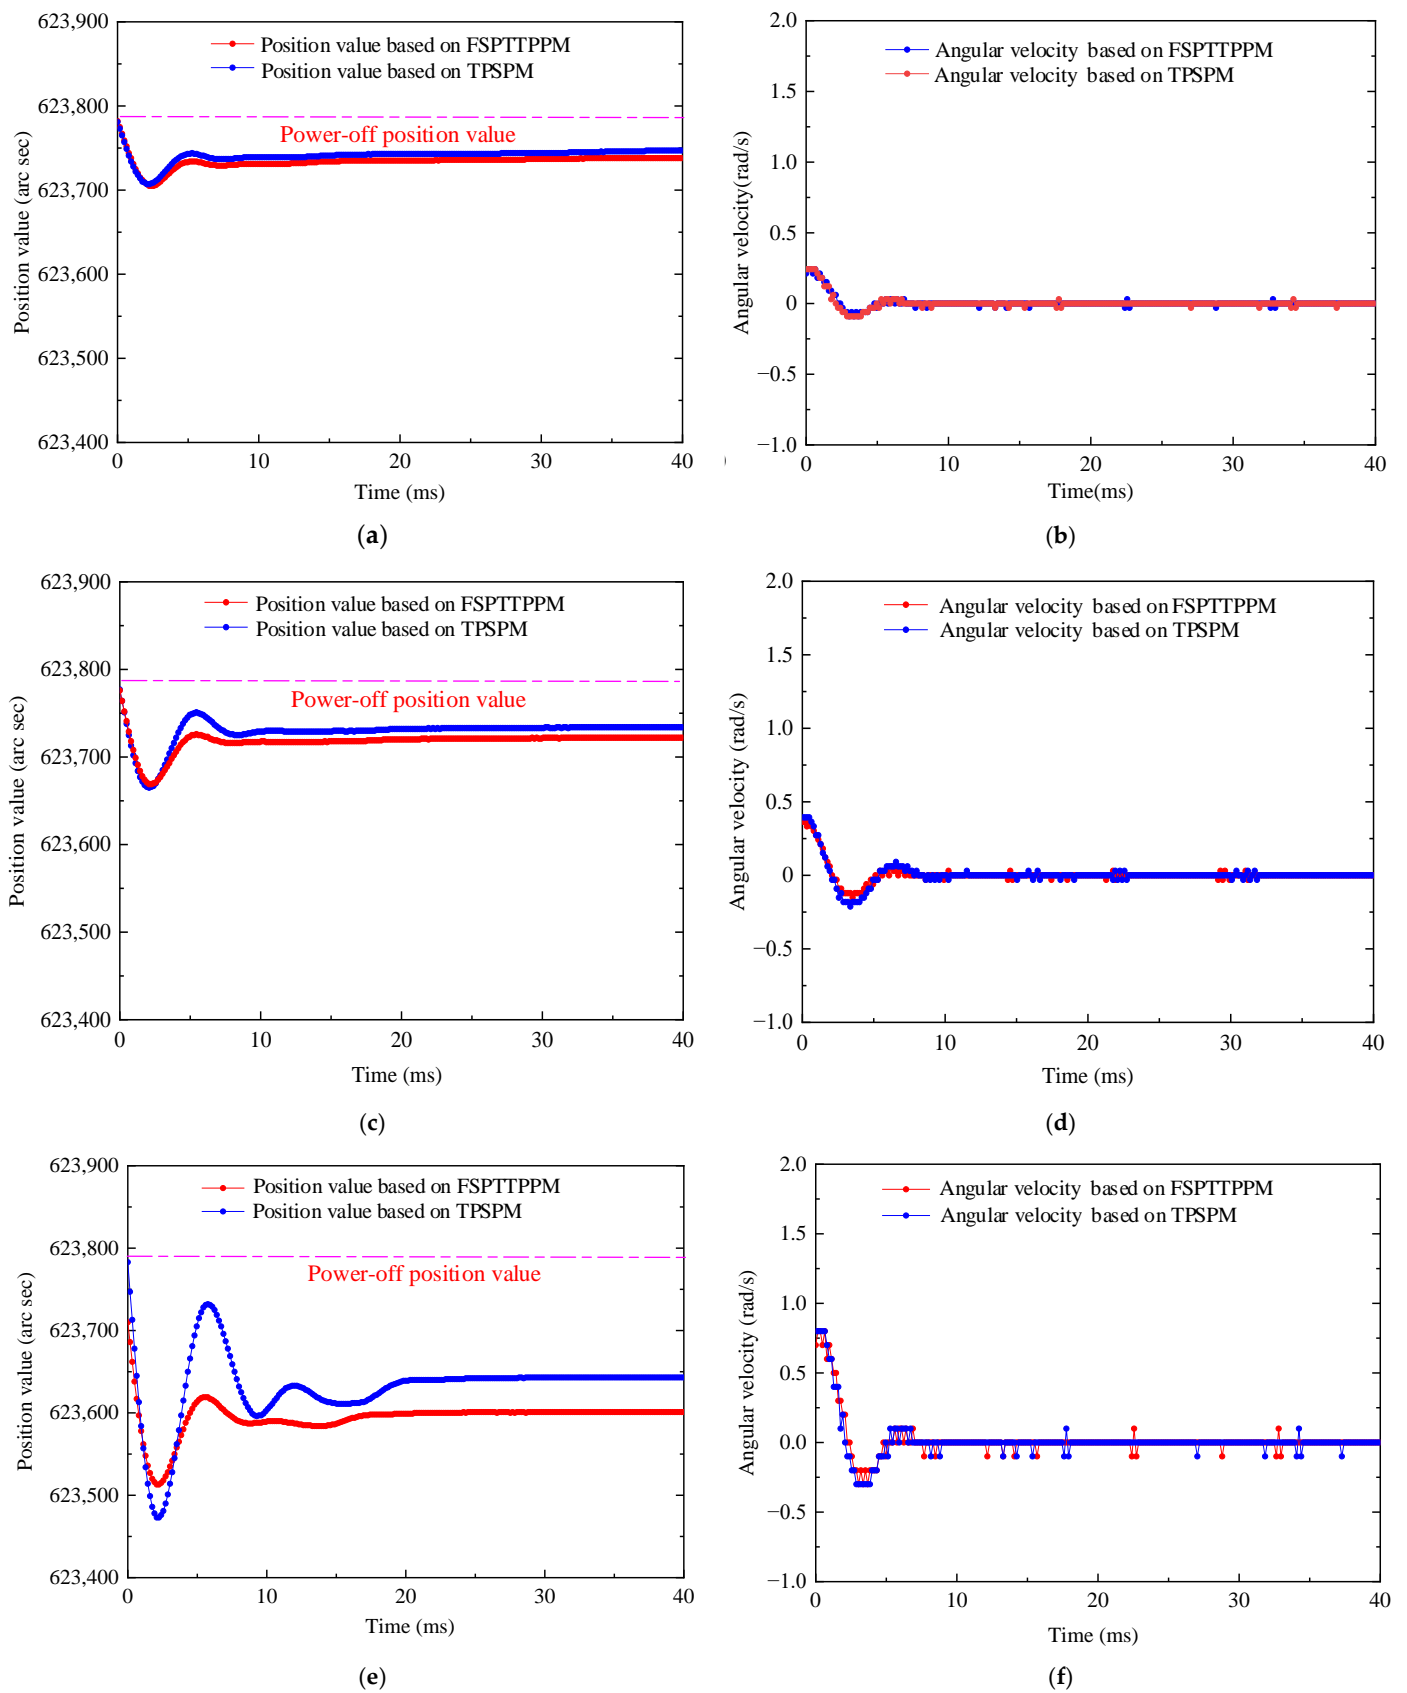 623,900
623,800
623,700
623,600
623,500
623,400
Position value (arc sec)
Position value based on FSPTTPPM
Position value based on TPSPM
Power-off position value
0 10 20 30 40
Time (ms)
(a)
2.0
1.5
1.0
0.5
0
−0.5
−1.0
Angular velocity(rad/s)
Angular velocity based on FSPTTPPM
Angular velocity based on TPSPM
0 10 20 30 40
Time(ms)
(b)
623,900
623,800
623,700
623,600
623,500
623,400
Position value (arc sec)
Position value based on FSPTTPPM
Position value based on TPSPM
Power-off position value
0 10 20 30 40
Time (ms)
(c)
2.0
1.5
1.0
0.5
0
−0.5
−1.0
Angular velocity (rad/s)
Angular velocity based on FSPTTPPM
Angular velocity based on TPSPM
0 10 20 30 40
Time (ms)
(d)
623,900
623,800
623,700
623,600
623,500
623,400
Position value (arc sec)
Position value based on FSPTTPPM
Position value based on TPSPM
Power-off position value
0 10 20 30 40
Time (ms)
(e)
2.0
1.5
1.0
0.5
0.0
−0.5
−1.0
Angular velocity (rad/s)
Angular velocity based on FSPTTPPM
Angular velocity based on TPSPM
0 10 20 30 40
Time (ms)
(f)